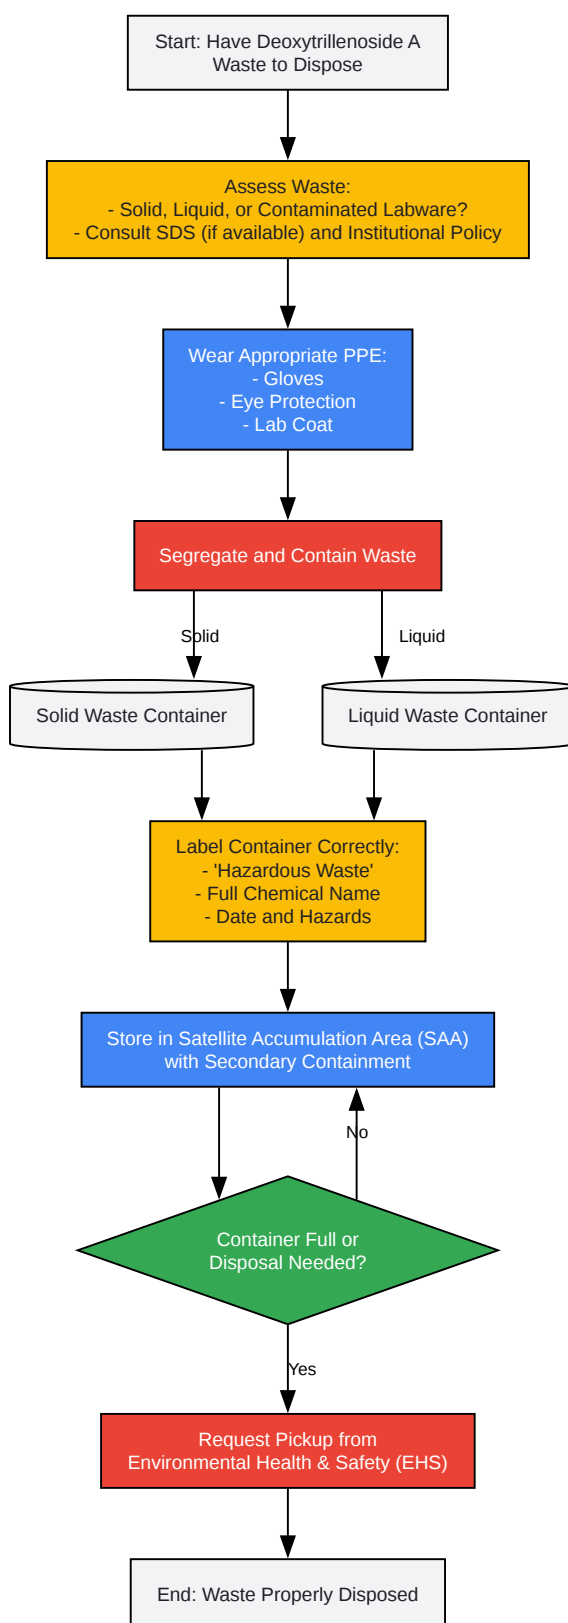 Start: Have Deoxytrillenoside A
Waste to Dispose
Assess Waste:
- Solid, Liquid, or Contaminated Labware?
- Consult SDS (if available) and Institutional Policy
Wear Appropriate PPE:
- Gloves
- Eye Protection
- Lab Coat
Segregate and Contain Waste
Solid
Liquid
Solid Waste Container
Liquid Waste Container
Label Container Correctly:
- 'Hazardous Waste'
- Full Chemical Name
- Date and Hazards
Store in Satellite Accumulation Area (SAA)
with Secondary Containment
No
Container Full or
Disposal Needed?
Yes
Request Pickup from
Environmental Health & Safety (EHS)
End: Waste Properly Disposed